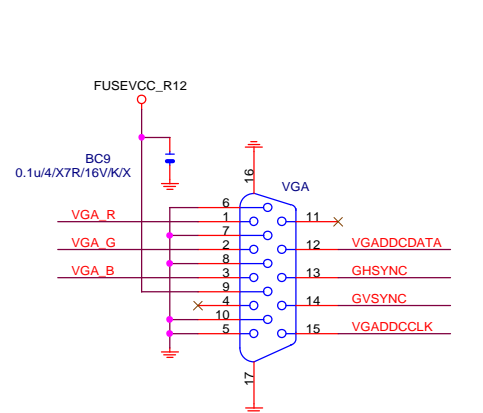 FUSEVCC_R12
BC9
0.1u/4/X7R/16V/K/X
16
VGA
6
VGA_R 1 11
7
VGA_G 2 12 VGADDCDATA
8
VGA_B 3 13 GHSYNC
9
4 14 GVSYNC
10
5 15 VGADDCCLK
17